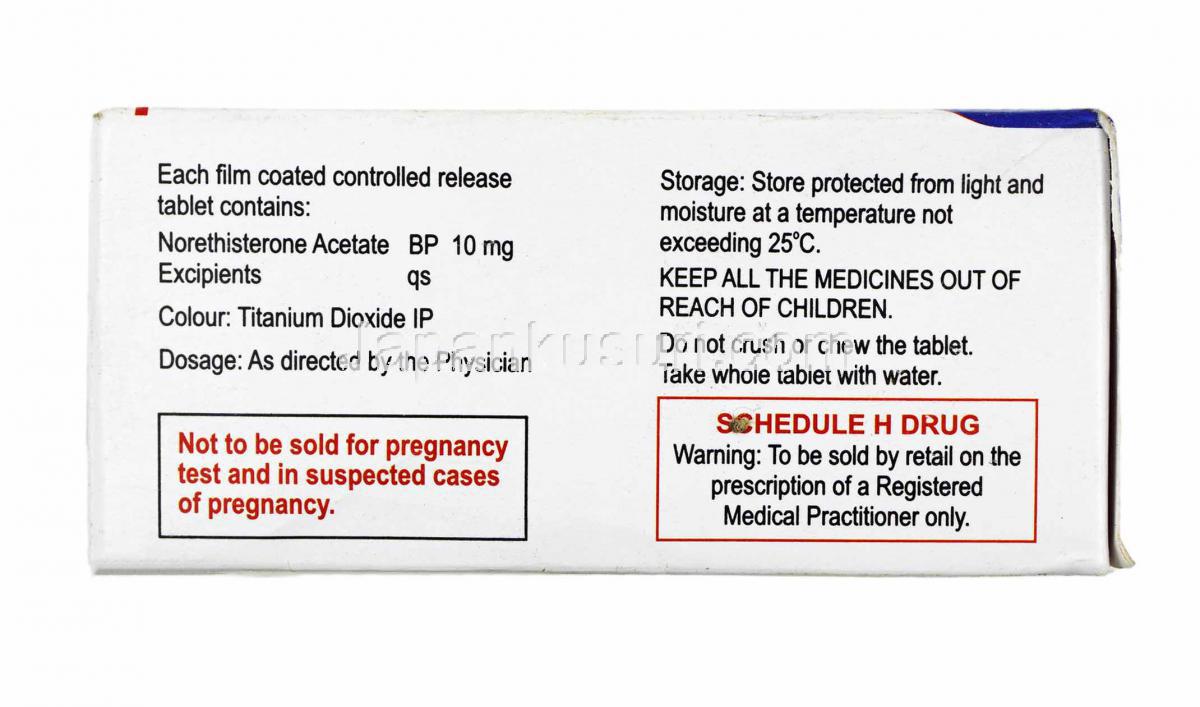 Each film coated controlled release
tablet contains:
Norethisterone Acetate BP 10 mg
Excipients qs
Colour: Titanium Dioxide IP
Dosage: As directed by the Physician
Not to be sold for pregnancy
test and in suspected cases
of pregnancy.
Storage: Store protected from light and
moisture at a temperature not
exceeding 25°C.
KEEP ALL THE MEDICINES OUT OF
REACH OF CHILDREN.
Do not crush or chew the tablet.
Take whole tablet with water.
SCHEDULE H DRUG
Warning: To be sold by retail on the
prescription of a Registered
Medical Practitioner only.
Japankusuri.com